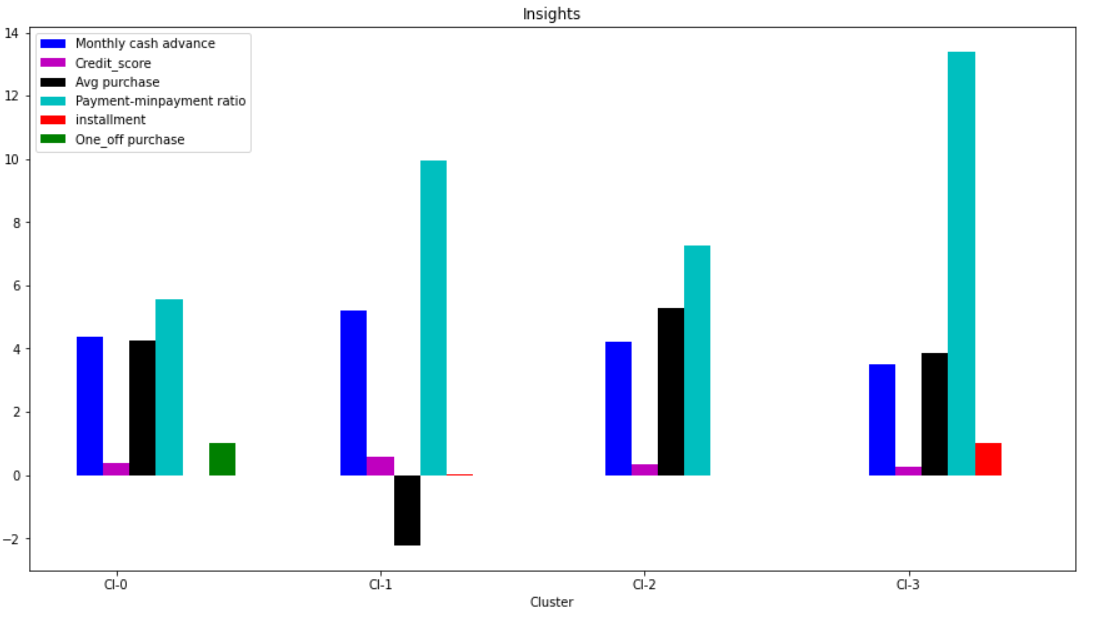 Insights
14
12
10
8
6
4
2
0
−2
Monthly cash advance
Credit_score
Avg purchase
Payment-minpayment ratio
installment
One_off purchase
Cl-0 Cl-1 Cl-2 Cl-3
Cluster